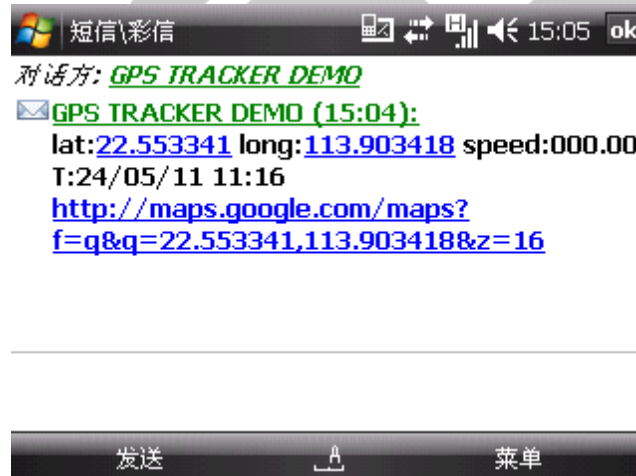 短信\彩信 15:05 ok
对话方: GPS TRACKER DEMO
GPS TRACKER DEMO (15:04):
lat:22.553341 long:113.903418 speed:000.00
T:24/05/11 11:16
http://maps.google.com/maps?
f=q&q=22.553341,113.903418&z=16
发送 菜单